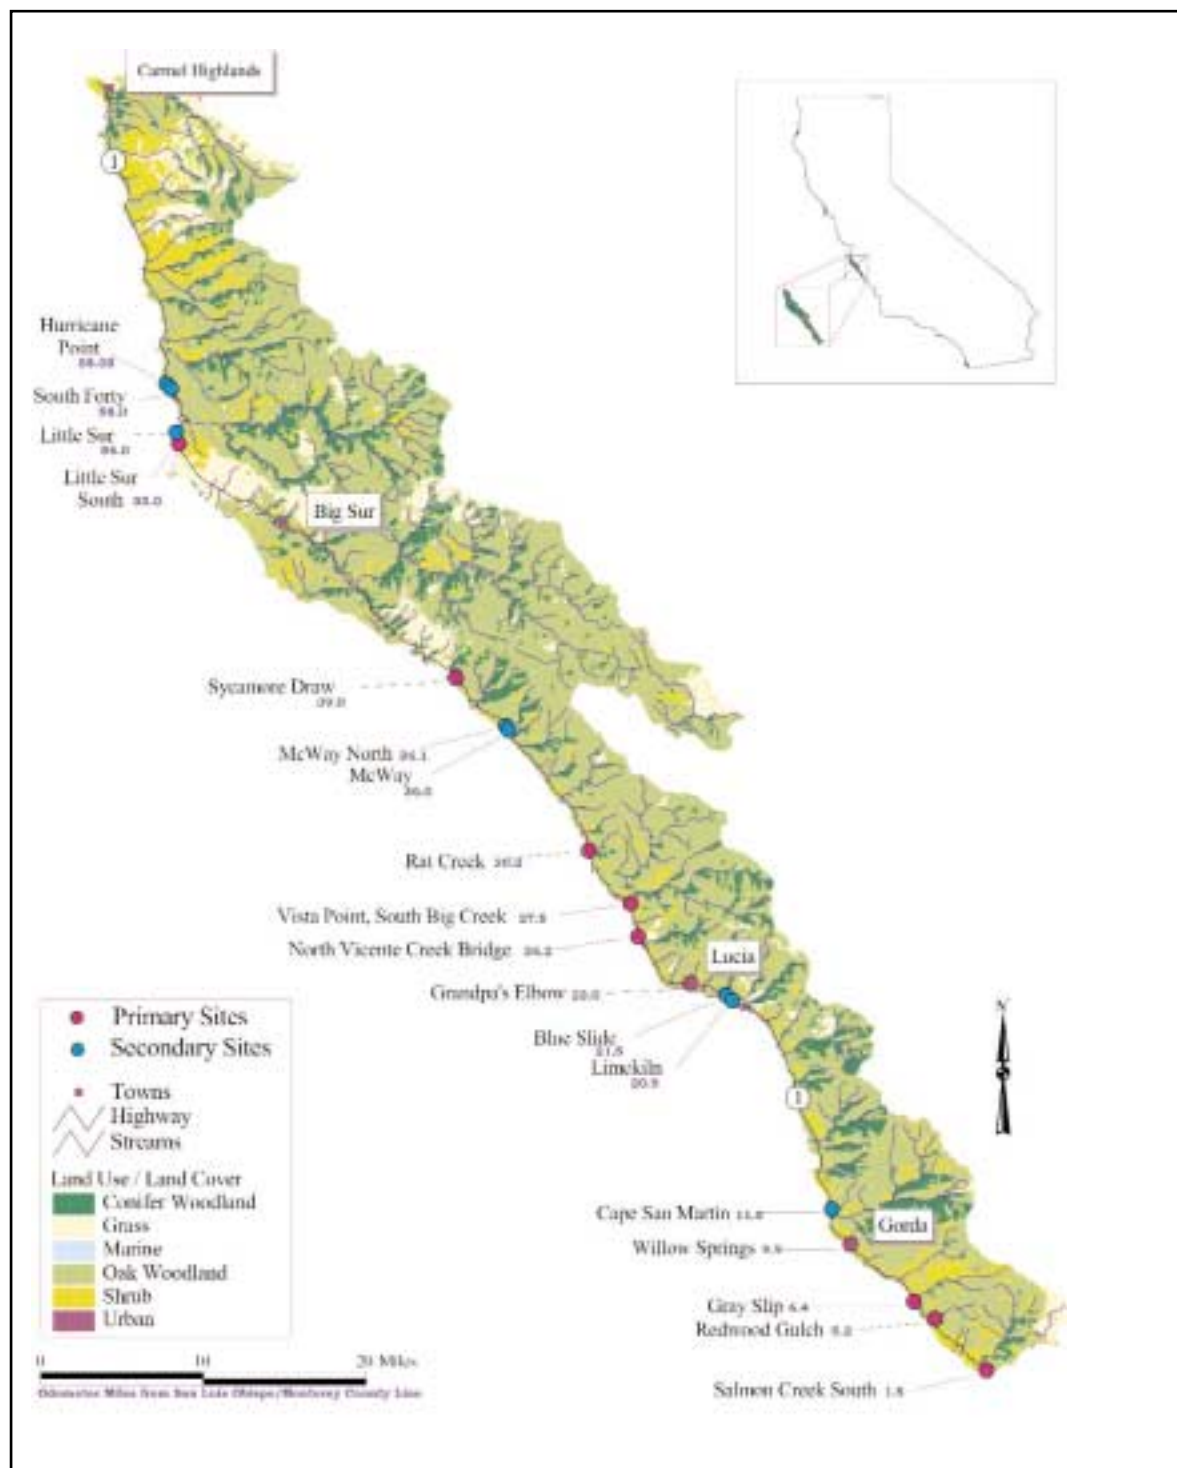 Carmel Highlands
1
Hurricane
Point
South Forty
Little Sur
Little Sur
South
Big Sur
Sycamore Draw
McWay North
McWay
Rat Creek
Vista Point, South Big Creek
North Vicente Creek Bridge
Lucia
Grandpa's Elbow
Blue Slide
Limekiln
1
N
Primary Sites
Secondary Sites
Towns
Highway
Streams
Land Use / Land Cover
Conifer Woodland
Grass
Marine
Oak Woodland
Shrub
Urban
Cape San Martin
Gorda
Willow Springs
Gray Slip 6.4
Redwood Gulch
Salmon Creek South
0 10 20 Miles
Odometer Miles from San Luis Obispo/Monterey County Line